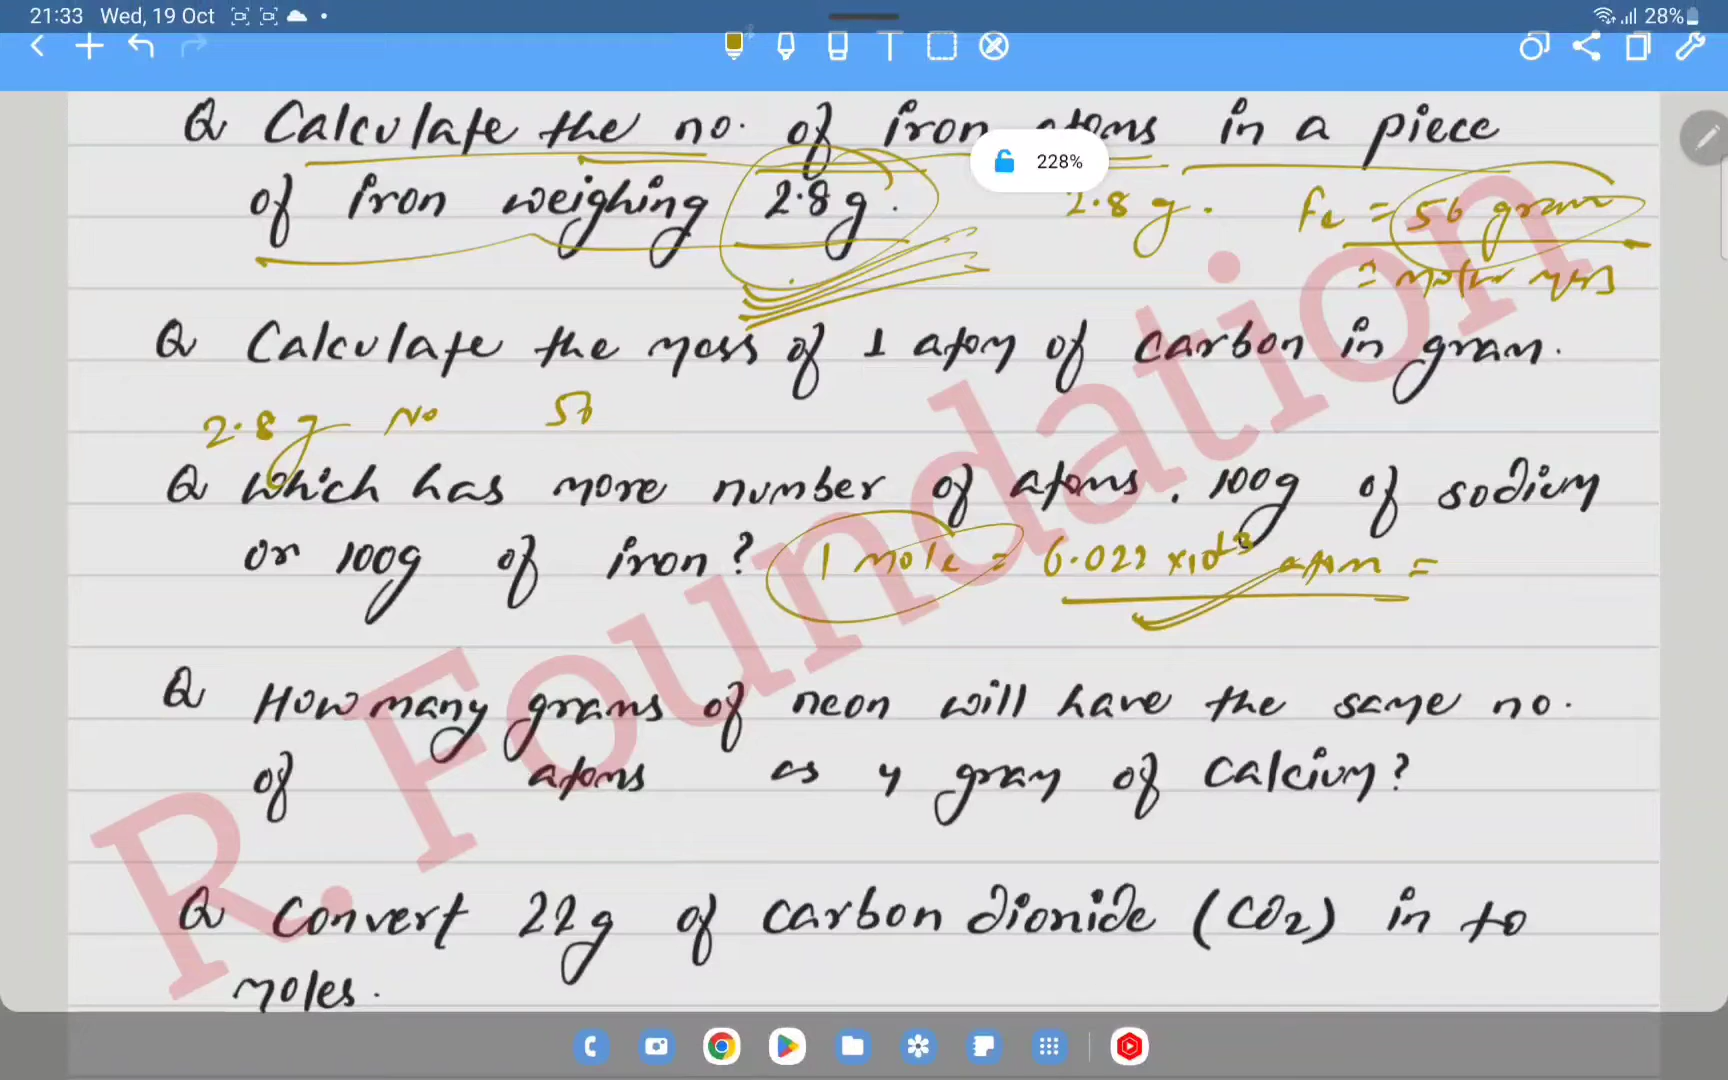 21:33 Wed, 19 Oct
28%
Q Calculate the no. of iron atoms in a piece
228%
of iron weighing 2.8g. 2.8 g. Fe = 56 gram
= molar mass
Q Calculate the mass of 1 atom of carbon in gram.
2.8 g No 56
Q which has more number of atoms. 100g of sodium
or 100g of iron? 1 mole = 6.022 x10²³ atom =
Q How many grams of neon will have the same no.
of atoms as 4 gram of calcium?
Q Convert 22g of carbon dioxide (CO2) in to
moles.
R. Foundation